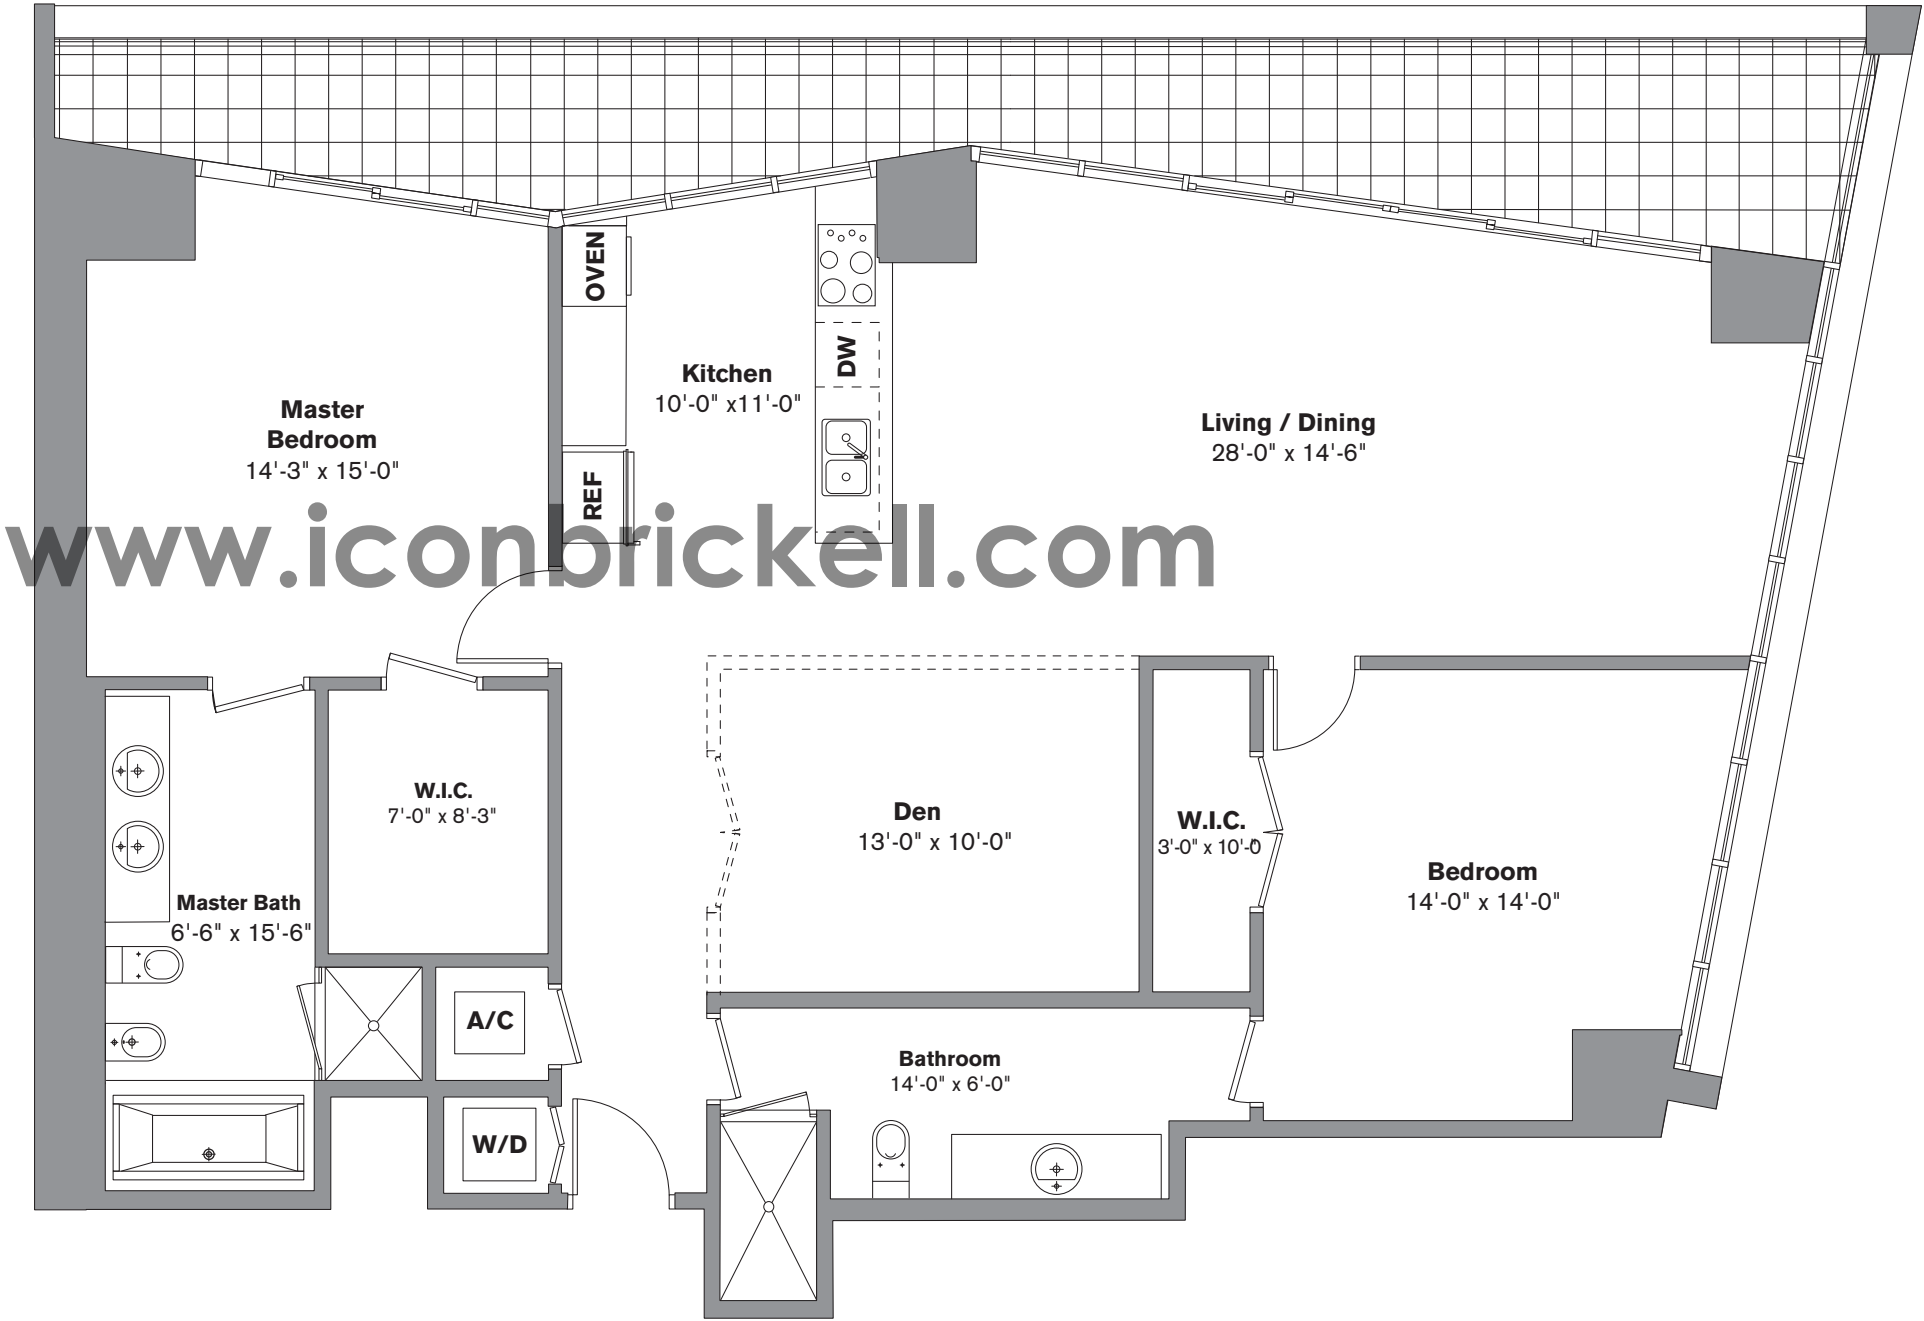 OVEN
DW
REF
Kitchen
10'-0" x11'-0"
Master
Bedroom
14'-3" x 15'-0"
Living / Dining
28'-0" x 14'-6"
www.iconbrickell.com
W.I.C.
7'-0" x 8'-3"
Den
13'-0" x 10'-0"
W.I.C.
3'-0" x 10'-0
Bedroom
14'-0" x 14'-0"
Master Bath
6'-6" x 15'-6"
A/C
Bathroom
14'-0" x 6'-0"
W/D